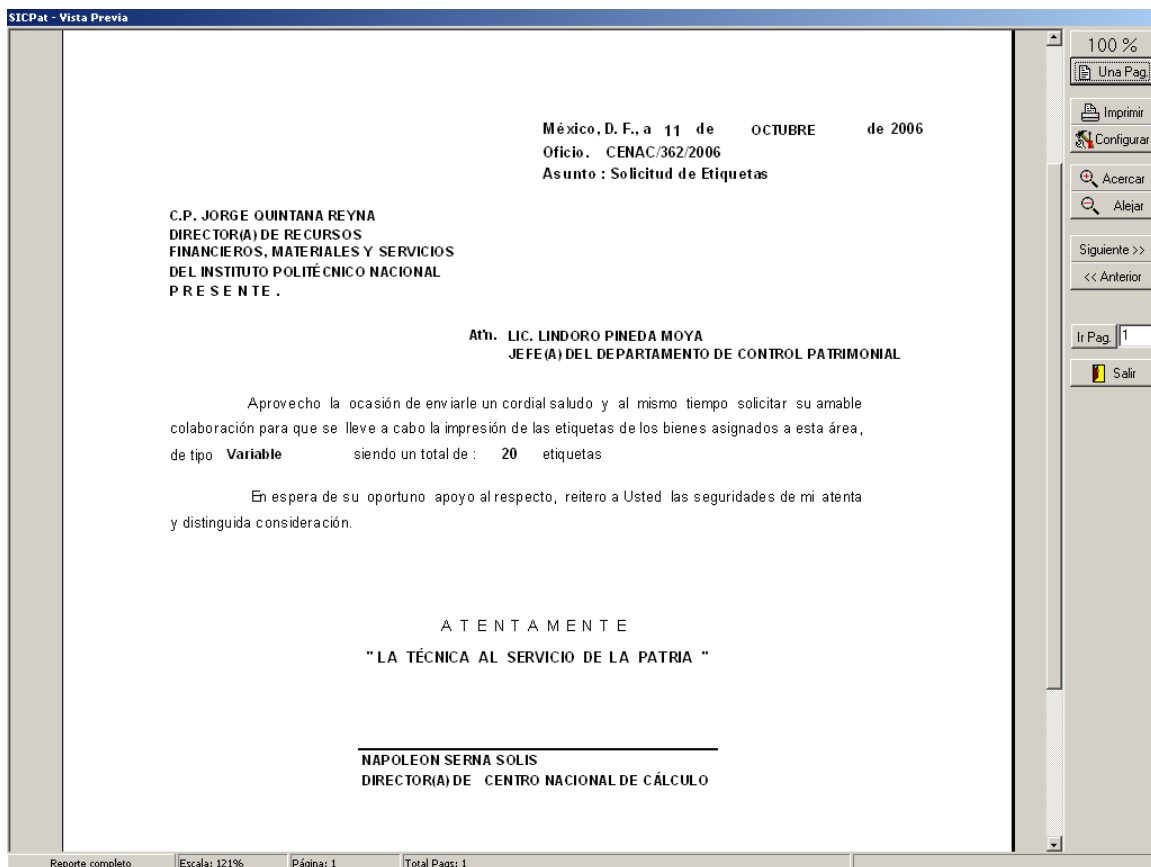 SICPat - Vista Previa
México, D. F., a 11 de OCTUBRE de 2006
Oficio. CENAC/362/2006
Asunto : Solicitud de Etiquetas
C.P. JORGE QUINTANA REYNA
DIRECTOR(A) DE RECURSOS
FINANCIEROS, MATERIALES Y SERVICIOS
DEL INSTITUTO POLITÉCNICO NACIONAL
P R E S E N T E .
At'n. LIC. LINDORO PINEDA MOYA
JEFE(A) DEL DEPARTAMENTO DE CONTROL PATRIMONIAL
Aprovecho la ocasión de enviarle un cordial saludo y al mismo tiempo solicitar su amable
colaboración para que se lleve a cabo la impresión de las etiquetas de los bienes asignados a esta área,
de tipo Variable siendo un total de : 20 etiquetas
En espera de su oportuno apoyo al respecto, reitero a Usted las seguridades de mi atenta
y distinguida consideración.
A T E N T A M E N T E
" LA TÉCNICA AL SERVICIO DE LA PATRIA "
NAPOLEON SERNA SOLIS
DIRECTOR(A) DE CENTRO NACIONAL DE CÁLCULO
100 %
Una Pag.
Imprimir
Configurar
Acercar
Alejar
Siguiente >>
<< Anterior
Ir Pag. 1
Salir
Reporte completo Escala: 121% Página: 1 Total Pags: 1